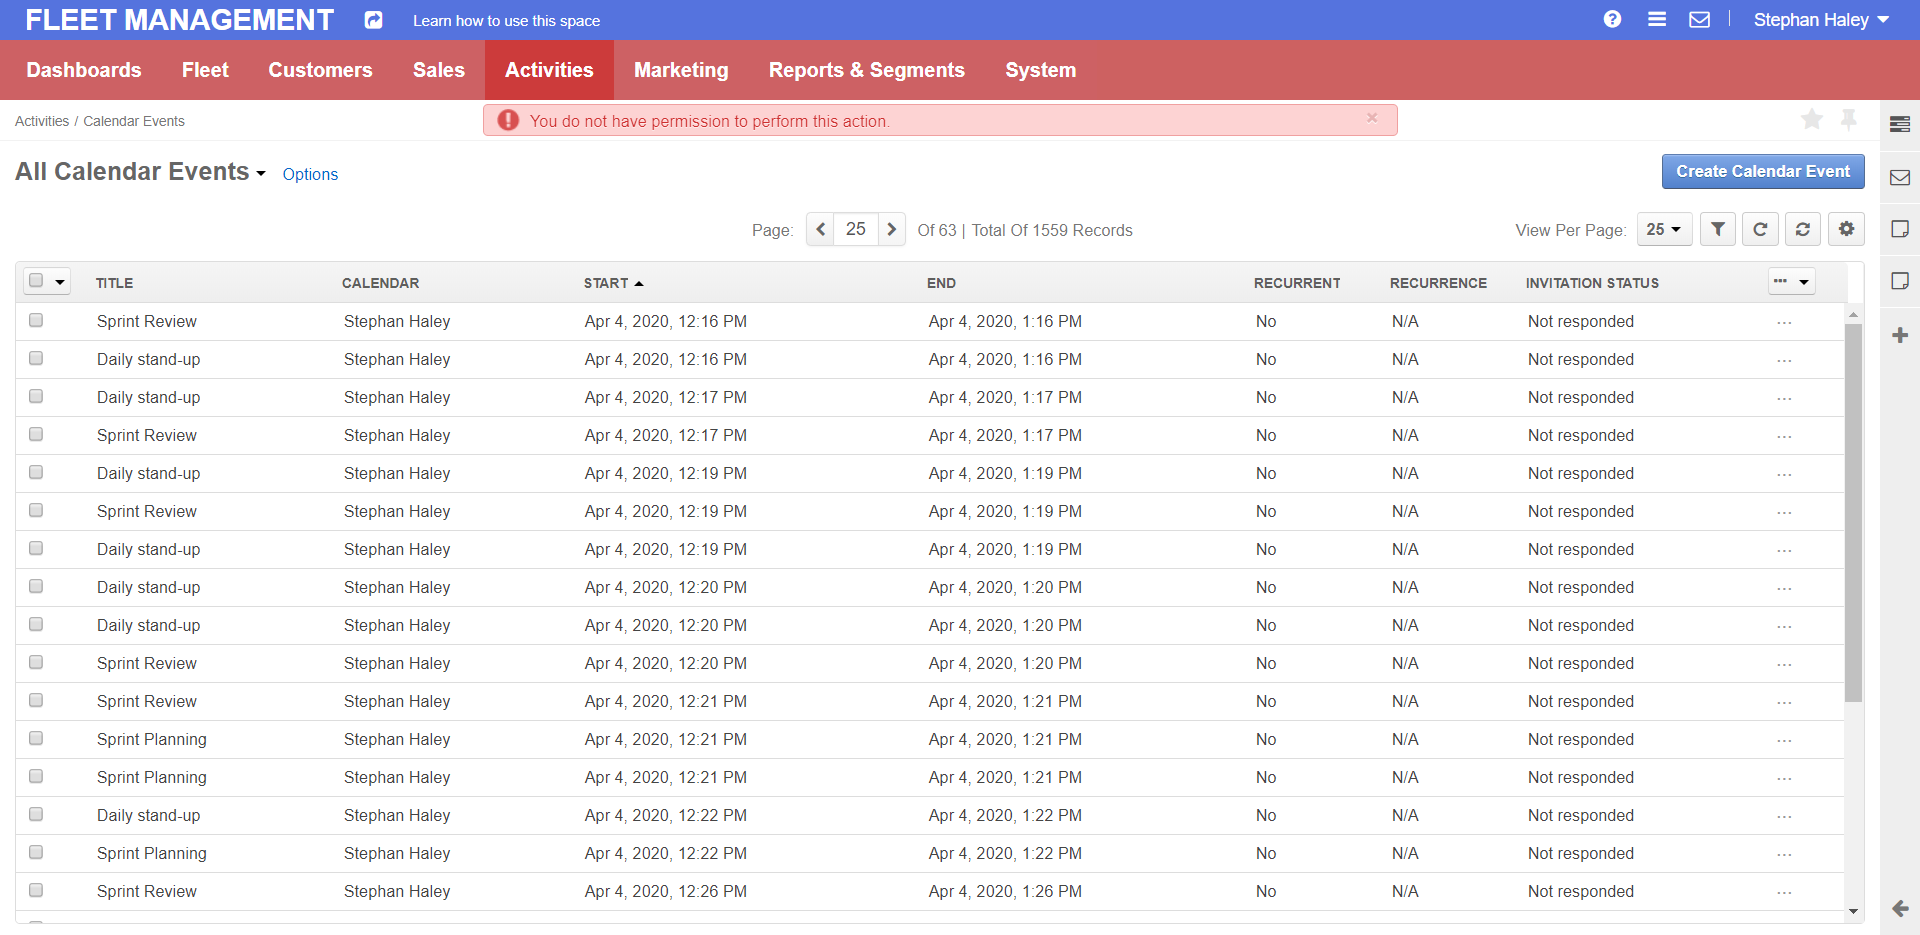 FLEET MANAGEMENT Learn how to use this space Stephan Haley
Dashboards Fleet Customers Sales Activities Marketing Reports & Segments System
Activities / Calendar Events
You do not have permission to perform this action. ×
All Calendar Events Options Create Calendar Event
Page: 25 Of 63 | Total Of 1559 Records View Per Page: 25
TITLE CALENDAR START END RECURRENT RECURRENCE INVITATION STATUS
Sprint Review Stephan Haley Apr 4, 2020, 12:16 PM Apr 4, 2020, 1:16 PM No N/A Not responded ...
Daily stand-up Stephan Haley Apr 4, 2020, 12:16 PM Apr 4, 2020, 1:16 PM No N/A Not responded ...
Daily stand-up Stephan Haley Apr 4, 2020, 12:17 PM Apr 4, 2020, 1:17 PM No N/A Not responded ...
Sprint Review Stephan Haley Apr 4, 2020, 12:17 PM Apr 4, 2020, 1:17 PM No N/A Not responded ...
Daily stand-up Stephan Haley Apr 4, 2020, 12:19 PM Apr 4, 2020, 1:19 PM No N/A Not responded ...
Sprint Review Stephan Haley Apr 4, 2020, 12:19 PM Apr 4, 2020, 1:19 PM No N/A Not responded ...
Daily stand-up Stephan Haley Apr 4, 2020, 12:19 PM Apr 4, 2020, 1:19 PM No N/A Not responded ...
Daily stand-up Stephan Haley Apr 4, 2020, 12:20 PM Apr 4, 2020, 1:20 PM No N/A Not responded ...
Daily stand-up Stephan Haley Apr 4, 2020, 12:20 PM Apr 4, 2020, 1:20 PM No N/A Not responded ...
Sprint Review Stephan Haley Apr 4, 2020, 12:20 PM Apr 4, 2020, 1:20 PM No N/A Not responded ...
Sprint Review Stephan Haley Apr 4, 2020, 12:21 PM Apr 4, 2020, 1:21 PM No N/A Not responded ...
Sprint Planning Stephan Haley Apr 4, 2020, 12:21 PM Apr 4, 2020, 1:21 PM No N/A Not responded ...
Sprint Planning Stephan Haley Apr 4, 2020, 12:21 PM Apr 4, 2020, 1:21 PM No N/A Not responded ...
Daily stand-up Stephan Haley Apr 4, 2020, 12:22 PM Apr 4, 2020, 1:22 PM No N/A Not responded ...
Sprint Planning Stephan Haley Apr 4, 2020, 12:22 PM Apr 4, 2020, 1:22 PM No N/A Not responded ...
Sprint Review Stephan Haley Apr 4, 2020, 12:26 PM Apr 4, 2020, 1:26 PM No N/A Not responded ...